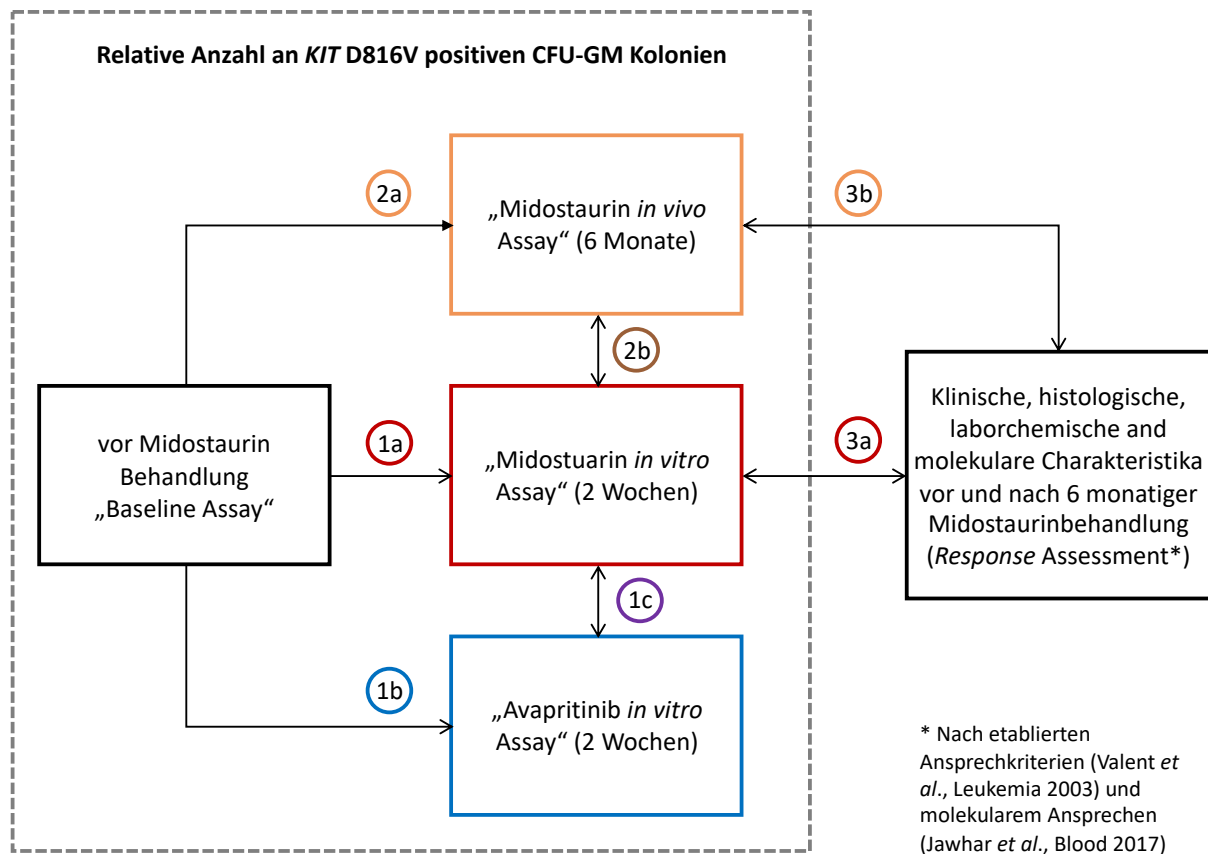 Relative Anzahl an KIT D816V positiven CFU-GM Kolonien
2a
„Midostaurin in vivo
Assay“ (6 Monate)
3b
2b
vor Midostaurin
Behandlung
„Baseline Assay“
1a
„Midostuarin in vitro
Assay“ (2 Wochen)
3a
Klinische, histologische,
laborchemische and
molekulare Charakteristika
vor und nach 6 monatiger
Midostaurinbehandlung
(Response Assessment*)
1c
1b
„Avapritinib in vitro
Assay“ (2 Wochen)
* Nach etablierten
Ansprechkriterien (Valent et
al., Leukemia 2003) und
molekularem Ansprechen
(Jawhar et al., Blood 2017)